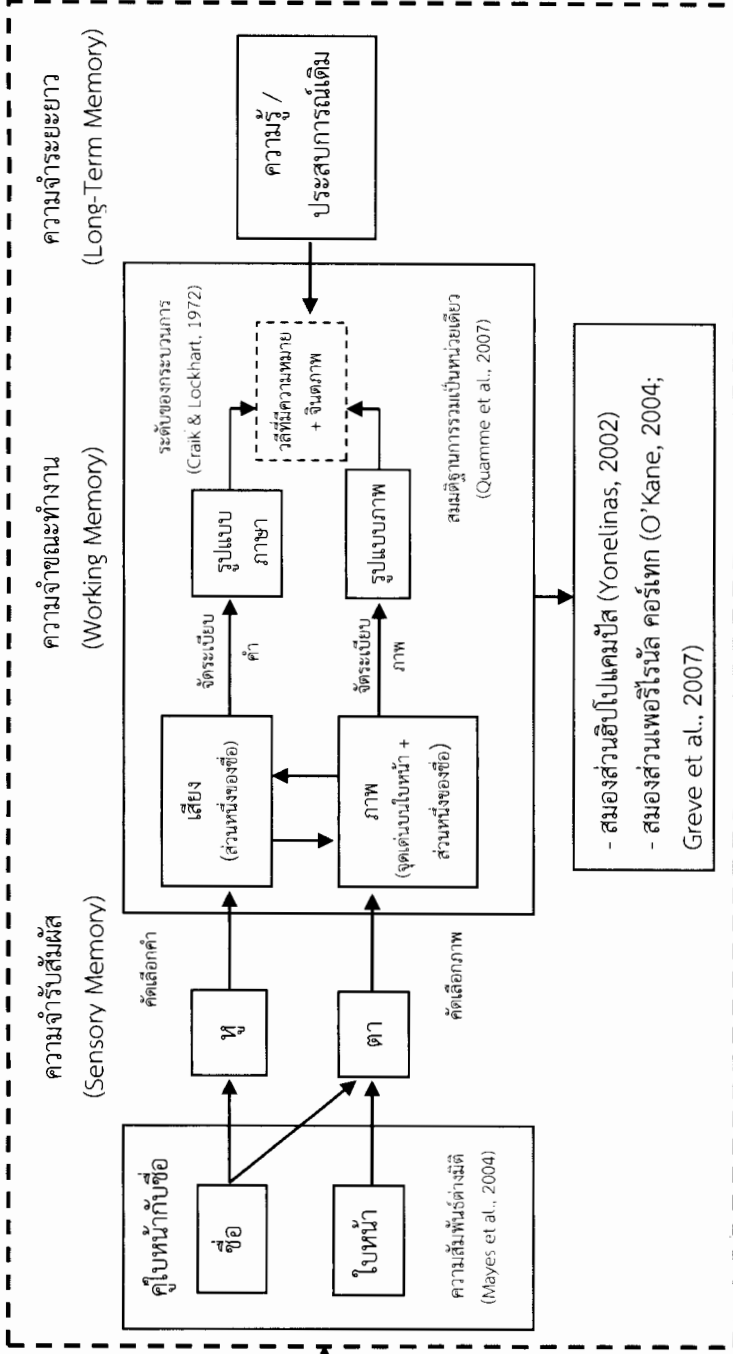 ความจำรับสัมผัส
(Sensory Memory)
ความจำขณะทำงาน
(Working Memory)
ความจำระยะยาว
(Long-Term Memory)
คู่ใบหน้ากับชื่อ
ชื่อ
ใบหน้า
ความสัมพันธ์ต่างมิติ
(Mayes et al., 2004)
หู
ตา
คัดเลือกคำ
คัดเลือกภาพ
เสียง
(ส่วนหนึ่งของชื่อ)
ภาพ
(จุดเด่นบนใบหน้า +
ส่วนหนึ่งของชื่อ)
จัดระเบียบ
คำ
จัดระเบียบ
ภาพ
รูปแบบ
ภาษา
รูปแบบภาพ
ระดับของกระบวนการ
(Craik & Lockhart, 1972)
วลีที่มีความหมาย
+ จินตภาพ
สมมติฐานการรวมเป็นหน่วยเดียว
(Quamme et al., 2007)
ความรู้ /
ประสบการณ์เดิม
- สมองส่วนฮิปโปแคมปัส (Yonelinas, 2002)
- สมองส่วนเพอริไรนัล คอร์เทก (O'Kane, 2004;
Greve et al., 2007)